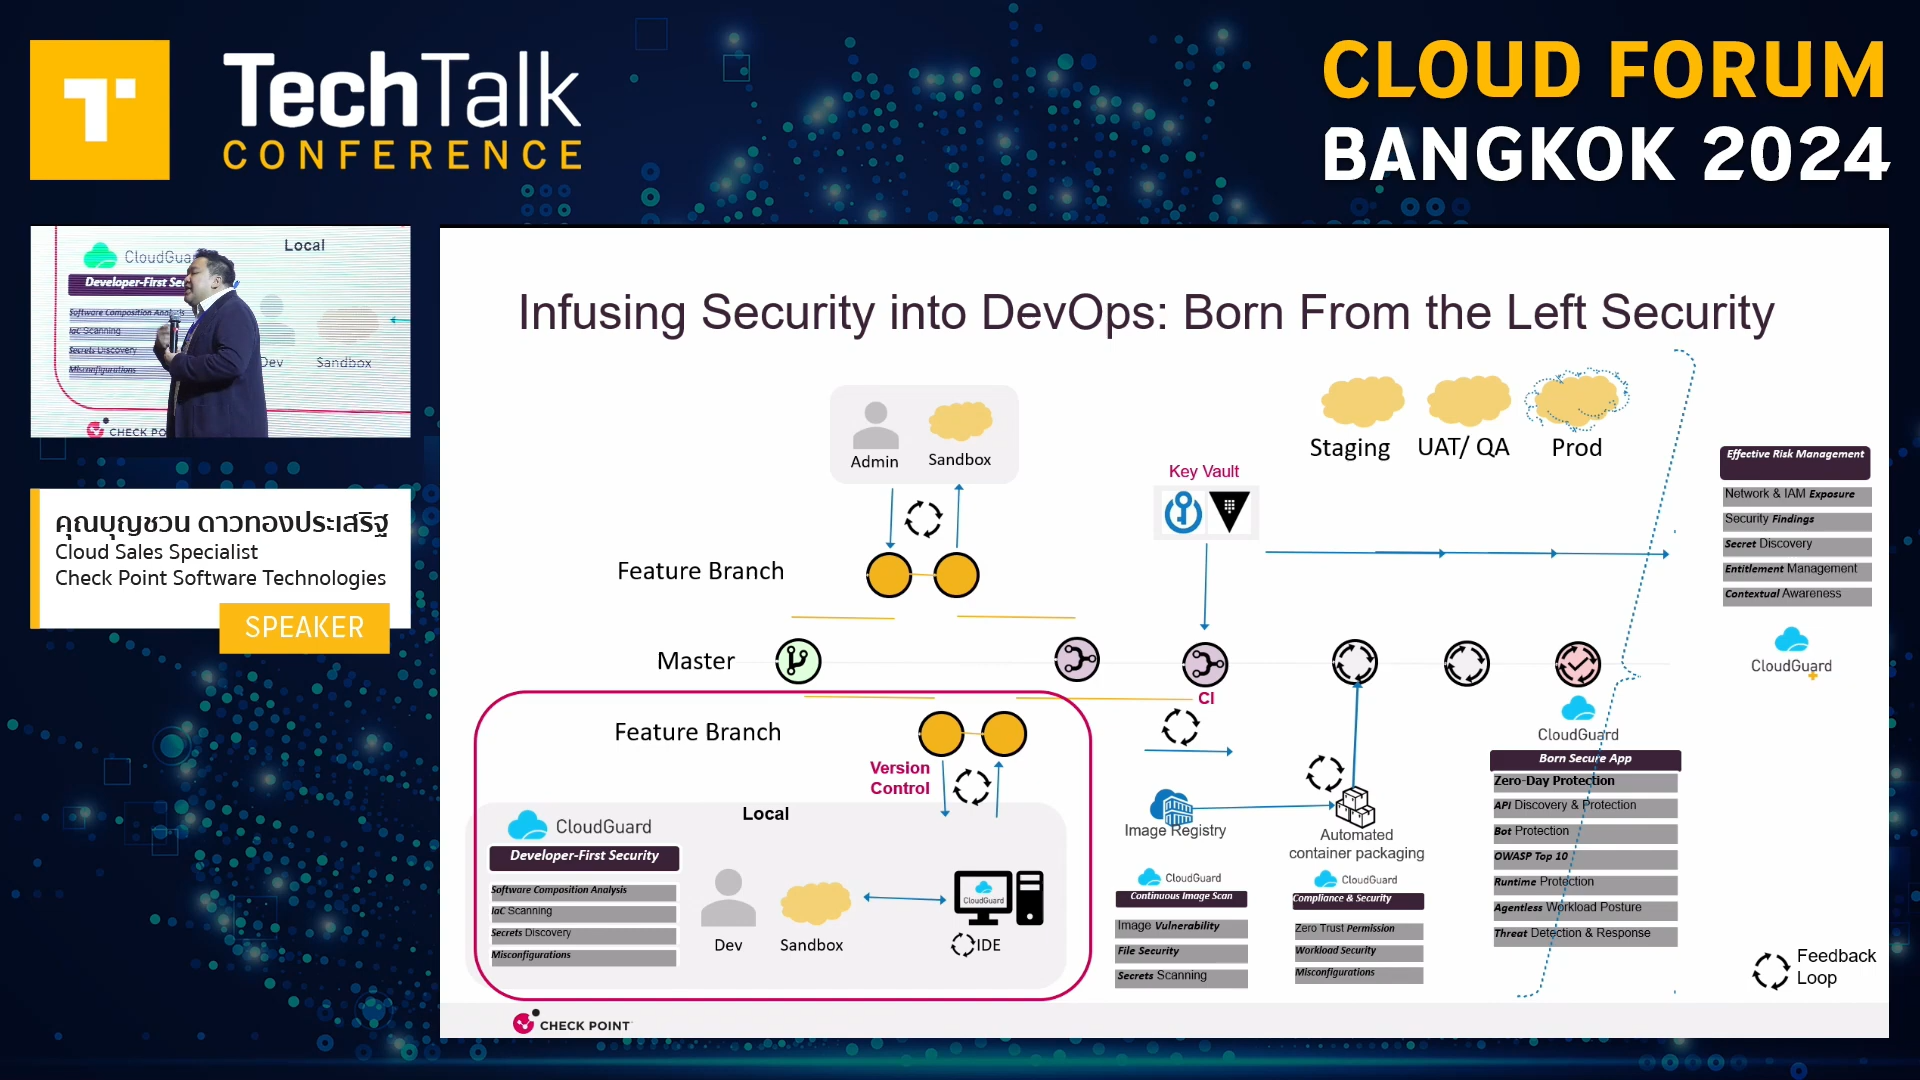 TechTalk
CONFERENCE
CLOUD FORUM
BANGKOK 2024
Local
CloudGua
Developer-First Sec
Software Composition Analysis
IaC Scanning
Secrets Discovery
Misconfigurations
Dev
Sandbox
CHECK PO
คุณบุญชวน ดาวทองประเสริฐ
Cloud Sales Specialist
Check Point Software Technologies
SPEAKER
Infusing Security into DevOps: Born From the Left Security
Admin
Sandbox
Staging
UAT/ QA
Prod
Key Vault
Feature Branch
Master
CI
Feature Branch
Version
Control
Local
CloudGuard
Developer-First Security
Software Composition Analysis
IaC Scanning
Secrets Discovery
Misconfigurations
Dev
Sandbox
CloudGuard
IDE
Image Registry
Automated
container packaging
CloudGuard
Continuous Image Scan
Image Vulnerability
File Security
Secrets Scanning
CloudGuard
Compliance & Security
Zero Trust Permission
Workload Security
Misconfigurations
CloudGuard
Born Secure App
Zero-Day Protection
API Discovery & Protection
Bot Protection
OWASP Top 10
Runtime Protection
Agentless Workload Posture
Threat Detection & Response
Effective Risk Management
Network & IAM Exposure
Security Findings
Secret Discovery
Entitlement Management
Contextual Awareness
CloudGuard
Feedback
Loop
CHECK POINT